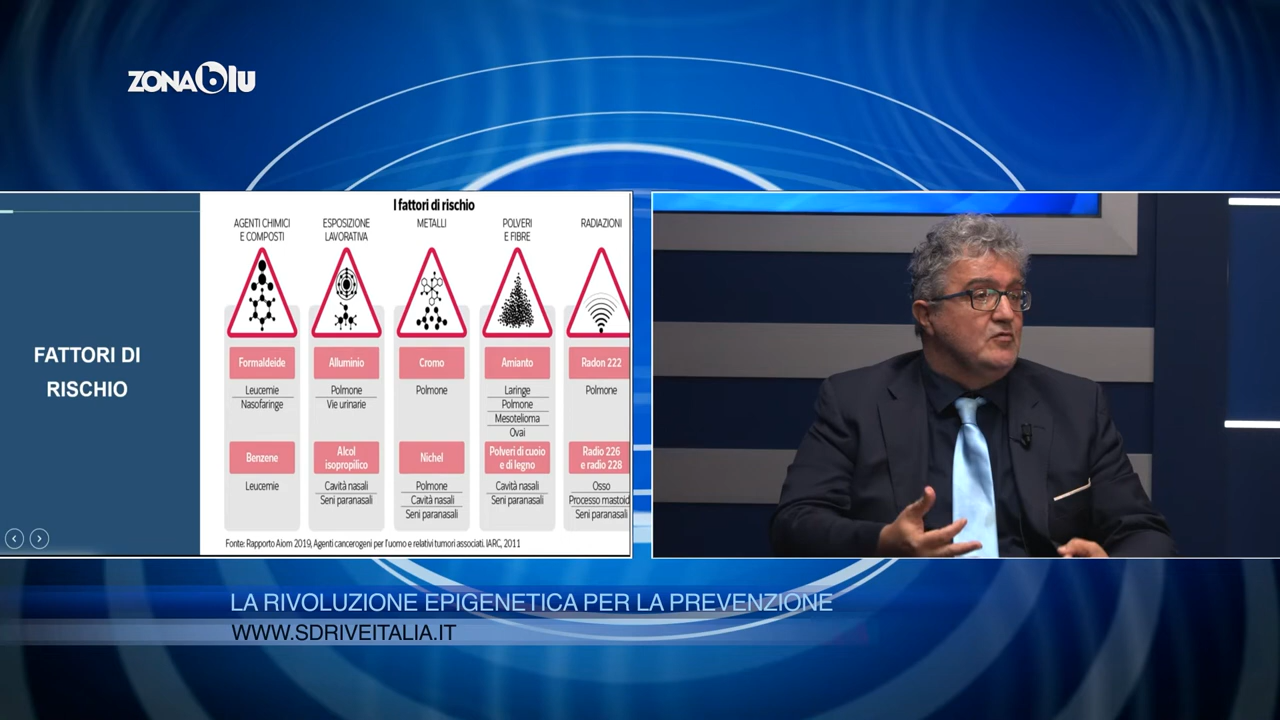 ZONAblu
FATTORI DI
RISCHIO
I fattori di rischio
AGENTI CHIMICI
E COMPOSTI
ESPOSIZIONE
LAVORATIVA
METALLI
POLVERI
E FIBRE
RADIAZIONI
Formaldeide
Alluminio
Cromo
Amianto
Radon 222
Leucemie
Nasofaringe
Polmone
Vie urinarie
Polmone
Laringe
Polmone
Mesotelioma
Ovai
Polmone
Benzene
Alcol
isopropilico
Nichel
Polveri di cuoio
e di legno
Radio 226
e radio 228
Leucemie
Cavità nasali
Seni paranasali
Polmone
Cavità nasali
Seni paranasali
Cavità nasali
Seni paranasali
Osso
Processo mastoid
Seni paranasali
Fonte: Rapporto Aiom 2019, Agenti cancerogeni per l'uomo e relativi tumori associati. IARC, 2011
LA RIVOLUZIONE EPIGENETICA PER LA PREVENZIONE
WWW.SDRIVEITALIA.IT